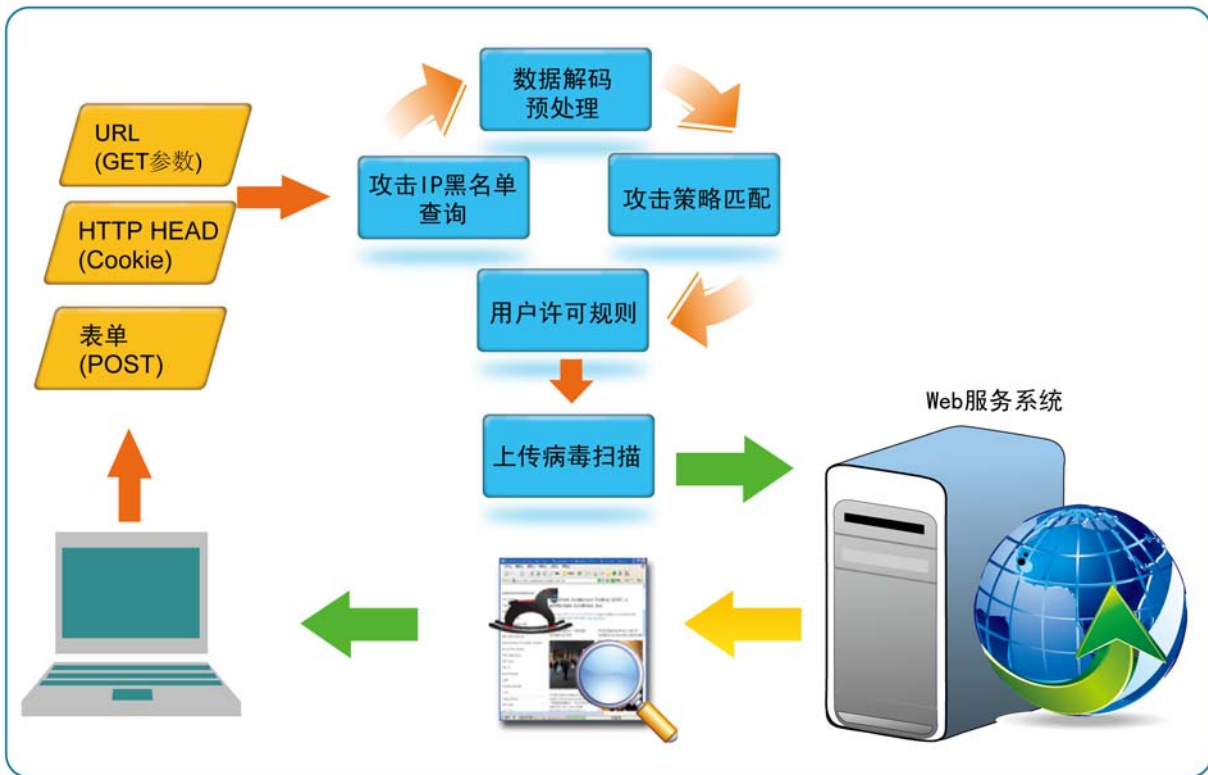 URL
(GET参数)
HTTP HEAD
(Cookie)
表单
(POST)
数据解码
预处理
攻击IP黑名单
查询
攻击策略匹配
用户许可规则
上传病毒扫描
Web服务系统